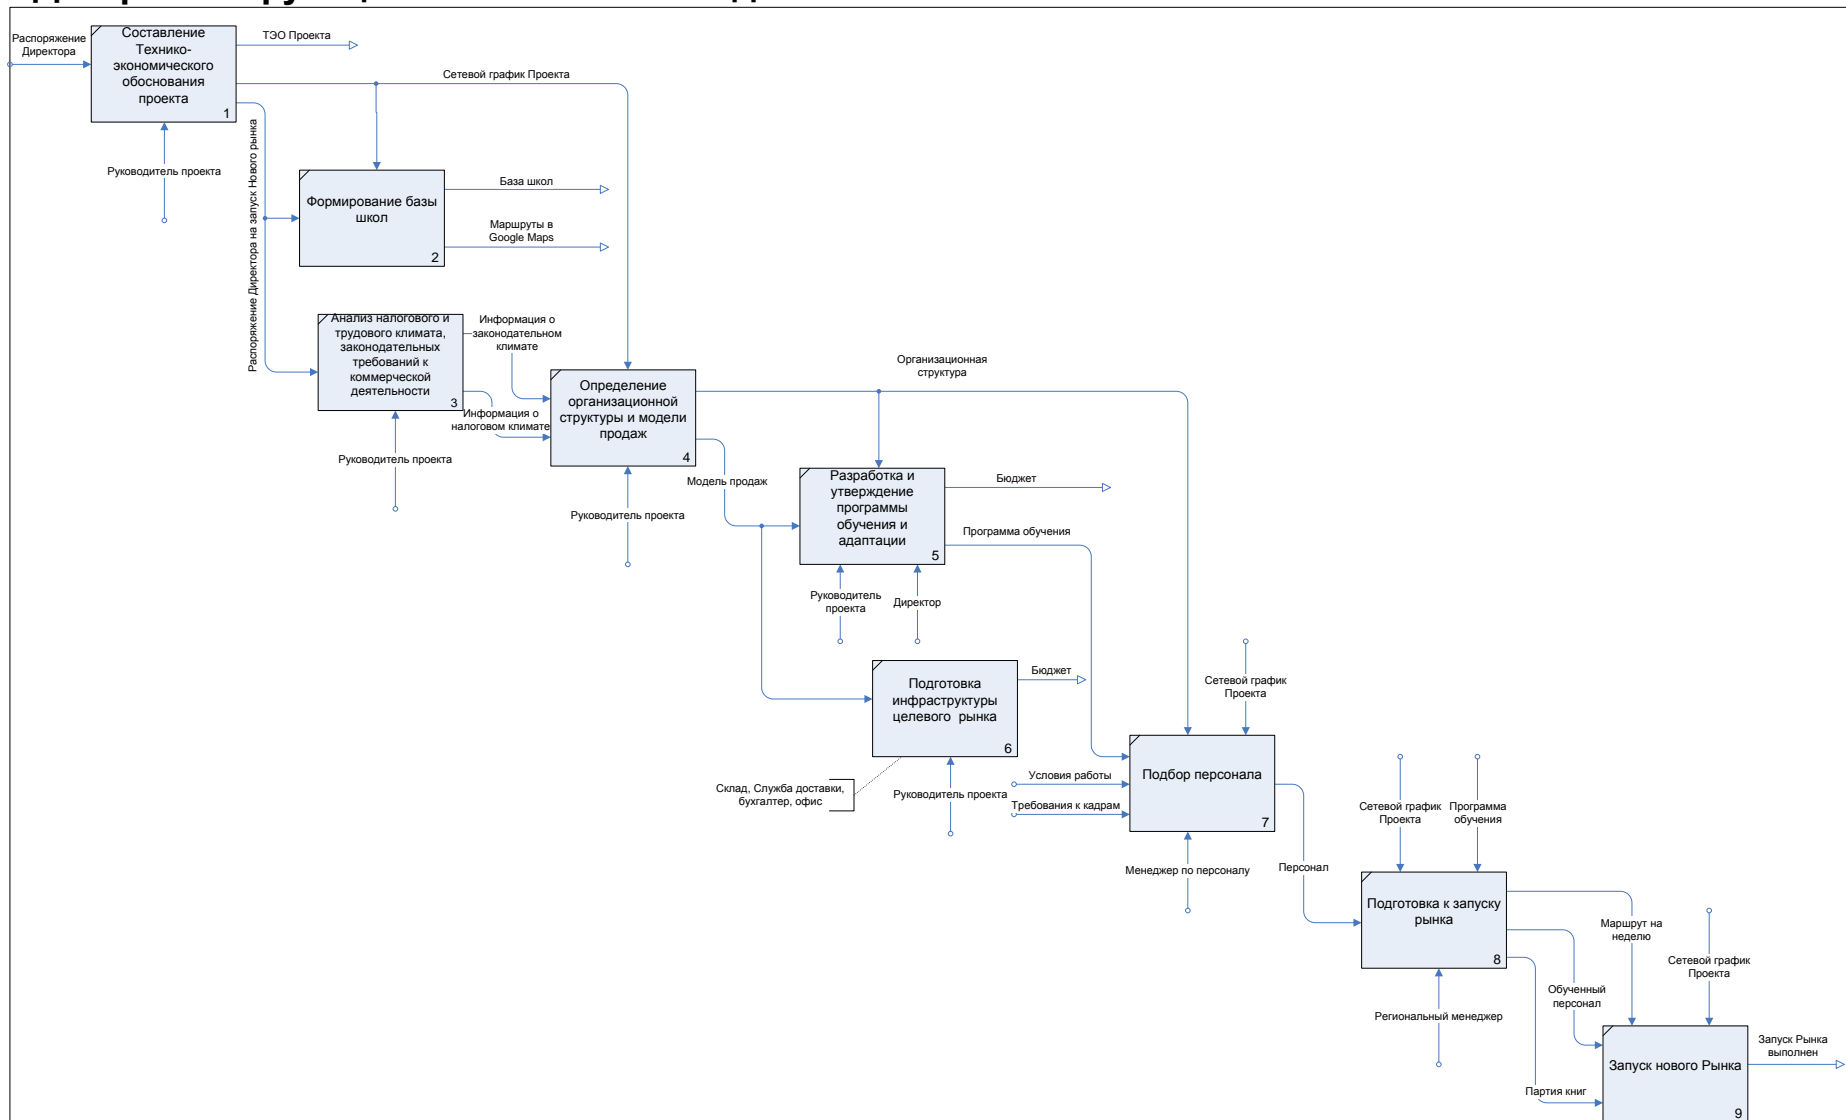 Распоряжение
Директора
Составление
Технико-
экономического
обоснования
проекта
1
ТЭО Проекта
Сетевой график Проекта
Руководитель проекта
Распоряжение Директора на запуск Нового рынка
Формирование базы
школ
2
База школ
Маршруты в
Google Maps
Анализ налогового и
трудового климата,
законодательных
требований к
коммерческой
деятельности
3
Информация о
законодательном
климате
Информация о
налоговом климате
Руководитель проекта
Определение
организационной
структуры и модели
продаж
4
Организационная
структура
Модель продаж
Руководитель проекта
Разработка и
утверждение
программы
обучения и
адаптации
5
Бюджет
Программа обучения
Руководитель
проекта
Директор
Подготовка
инфраструктуры
целевого рынка
6
Бюджет
Склад, Служба доставки,
бухгалтер, офис
Руководитель проекта
Сетевой график
Проекта
Условия работы
Требования к кадрам
Подбор персонала
7
Менеджер по персоналу
Персонал
Сетевой график
Проекта
Программа
обучения
Подготовка к запуску
рынка
8
Региональный менеджер
Маршрут на
неделю
Обученный
персонал
Партия книг
Сетевой график
Проекта
Запуск нового Рынка
9
Запуск Рынка
выполнен